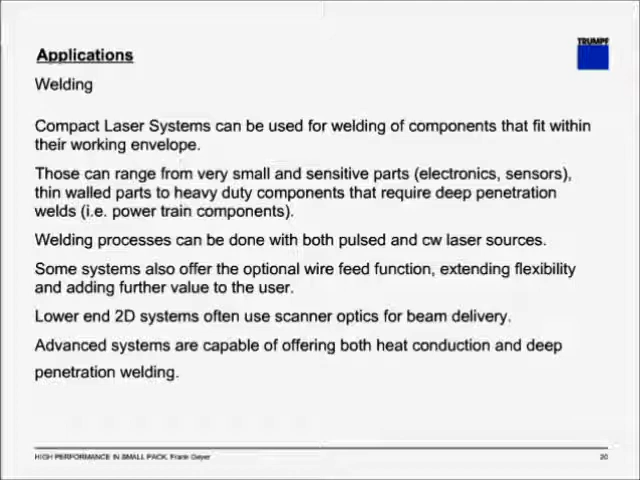 Applications
TRUMPF
Welding
Compact Laser Systems can be used for welding of components that fit within
their working envelope.
Those can range from very small and sensitive parts (electronics, sensors),
thin walled parts to heavy duty components that require deep penetration
welds (i.e. power train components).
Welding processes can be done with both pulsed and cw laser sources.
Some systems also offer the optional wire feed function, extending flexibility
and adding further value to the user.
Lower end 2D systems often use scanner optics for beam delivery.
Advanced systems are capable of offering both heat conduction and deep
penetration welding.
HIGH PERFORMANCE IN SMALL PACK, Frank Geyer 20